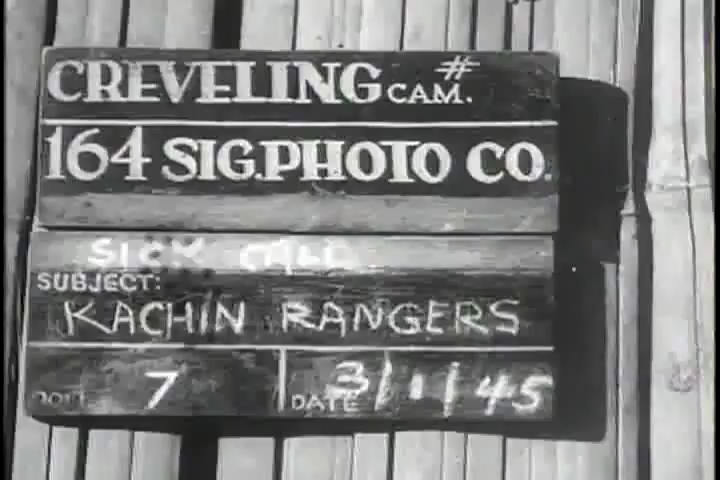 CREVELING CAM. #
164 SIG.PHOTO CO.
SICK CALL
SUBJECT:
KACHIN RANGERS
7 DATE 3/1/45